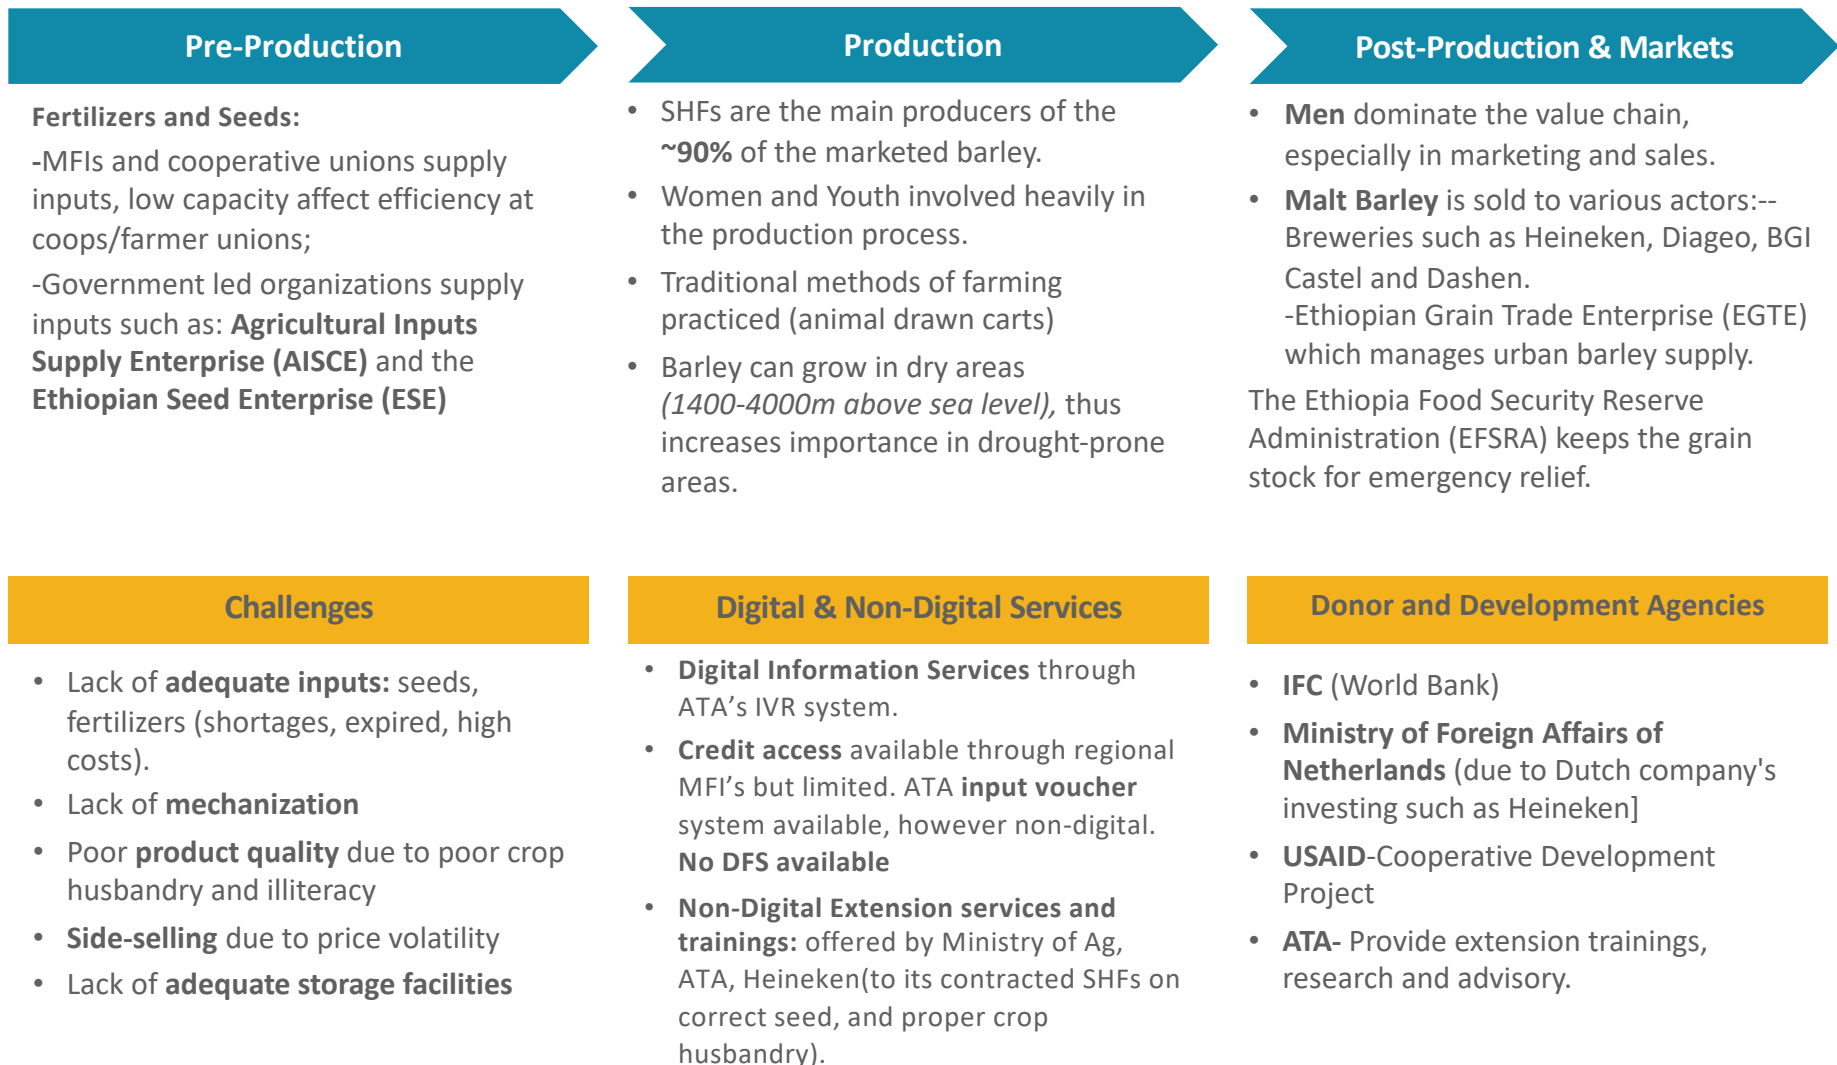 Pre-Production
Fertilizers and Seeds:
-MFIs and cooperative unions supply
inputs, low capacity affect efficiency at
coops/farmer unions;
-Government led organizations supply
inputs such as: Agricultural Inputs
Supply Enterprise (AISCE) and the
Ethiopian Seed Enterprise (ESE)
Production
• SHFs are the main producers of the
~90% of the marketed barley.
• Women and Youth involved heavily in
the production process.
• Traditional methods of farming
practiced (animal drawn carts)
• Barley can grow in dry areas
(1400-4000m above sea level), thus
increases importance in drought-prone
areas.
Post-Production & Markets
• Men dominate the value chain,
especially in marketing and sales.
• Malt Barley is sold to various actors:--
Breweries such as Heineken, Diageo, BGI
Castel and Dashen.
-Ethiopian Grain Trade Enterprise (EGTE)
which manages urban barley supply.
The Ethiopia Food Security Reserve
Administration (EFSRA) keeps the grain
stock for emergency relief.
Challenges
• Lack of adequate inputs: seeds,
fertilizers (shortages, expired, high
costs).
• Lack of mechanization
• Poor product quality due to poor crop
husbandry and illiteracy
• Side-selling due to price volatility
• Lack of adequate storage facilities
Digital & Non-Digital Services
• Digital Information Services through
ATA’s IVR system.
• Credit access available through regional
MFI’s but limited. ATA input voucher
system available, however non-digital.
No DFS available
• Non-Digital Extension services and
trainings: offered by Ministry of Ag,
ATA, Heineken(to its contracted SHFs on
correct seed, and proper crop
husbandry).
Donor and Development Agencies
• IFC (World Bank)
• Ministry of Foreign Affairs of
Netherlands (due to Dutch company's
investing such as Heineken]
• USAID-Cooperative Development
Project
• ATA- Provide extension trainings,
research and advisory.